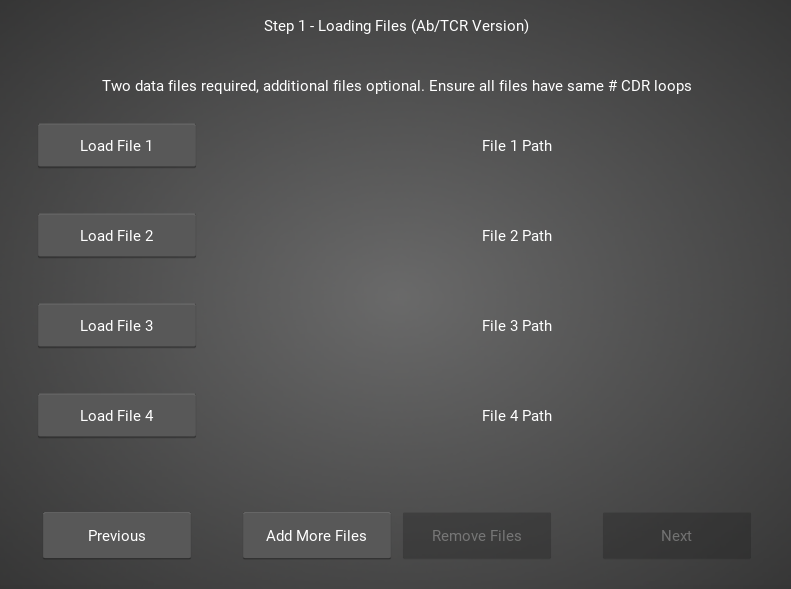 Step 1 - Loading Files (Ab/TCR Version)
Two data files required, additional files optional. Ensure all files have same # CDR loops
Load File 1 File 1 Path
Load File 2 File 2 Path
Load File 3 File 3 Path
Load File 4 File 4 Path
Previous Add More Files Remove Files Next